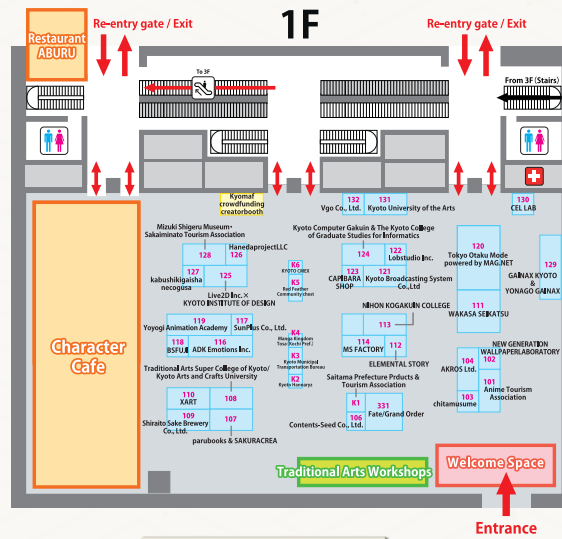 1F
Re-entry gate / Exit
Re-entry gate / Exit
Restaurant
ABURU
To 3F
From 3F (Stairs)
Kyomaf
crowdfunding
creatorbooth
132
131
Vgo Co., Ltd.
Kyoto University of the Arts
130
CEL LAB
Mizuki Shigeru Museum・
Sakaiminato Tourism Association
HanedaprojectLLC
128
126
127
kabushikigaisha
necogusa
125
Live2D Inc.×
KYOTO INSTITUTE OF DESIGN
K6
KYOTO CMEX
K5
Red Feather
Community chest
Kyoto Computer Gakuin & The Kyoto College
of Graduate Studies for Informatics
124
122
Lobstudio Inc.
123
CAPIBARA
SHOP
121
Kyoto Broadcasting System
Co.,Ltd
120
Tokyo Otaku Mode
powered by MAG.NET
129
GAINAX KYOTO
&
YONAGO GAINAX
111
WAKASA SEIKATSU
NIHON KOGAKUIN COLLEGE
113
114
MS FACTORY
112
ELEMENTAL STORY
119
Yoyogi Animation Academy
117
SunPlus Co., Ltd.
118
BSFUJI
116
ADK Emotions Inc.
K4
Manga Kingdom
Tosa (Kochi Pref.)
K3
Kyoto Municipal
Transportation Bureau
K2
Kyoto Hannaryz
Character
Cafe
Traditional Arts Super College of Kyoto/
Kyoto Arts and Crafts University
110
XART
108
109
Shiraito Sake Brewery
Co., Ltd.
107
parubooks & SAKURACREA
Saitama Prefecture Prducts &
Tourism Association
K1
331
Fate/Grand Order
106
Contents-Seed Co., Ltd.
NEW GENERATION
WALLPAPERLABORATORY
104
AKROS Ltd.
102
103
chitamusume
101
Anime Tourism
Association
Traditional Arts Workshops
Welcome Space
Entrance